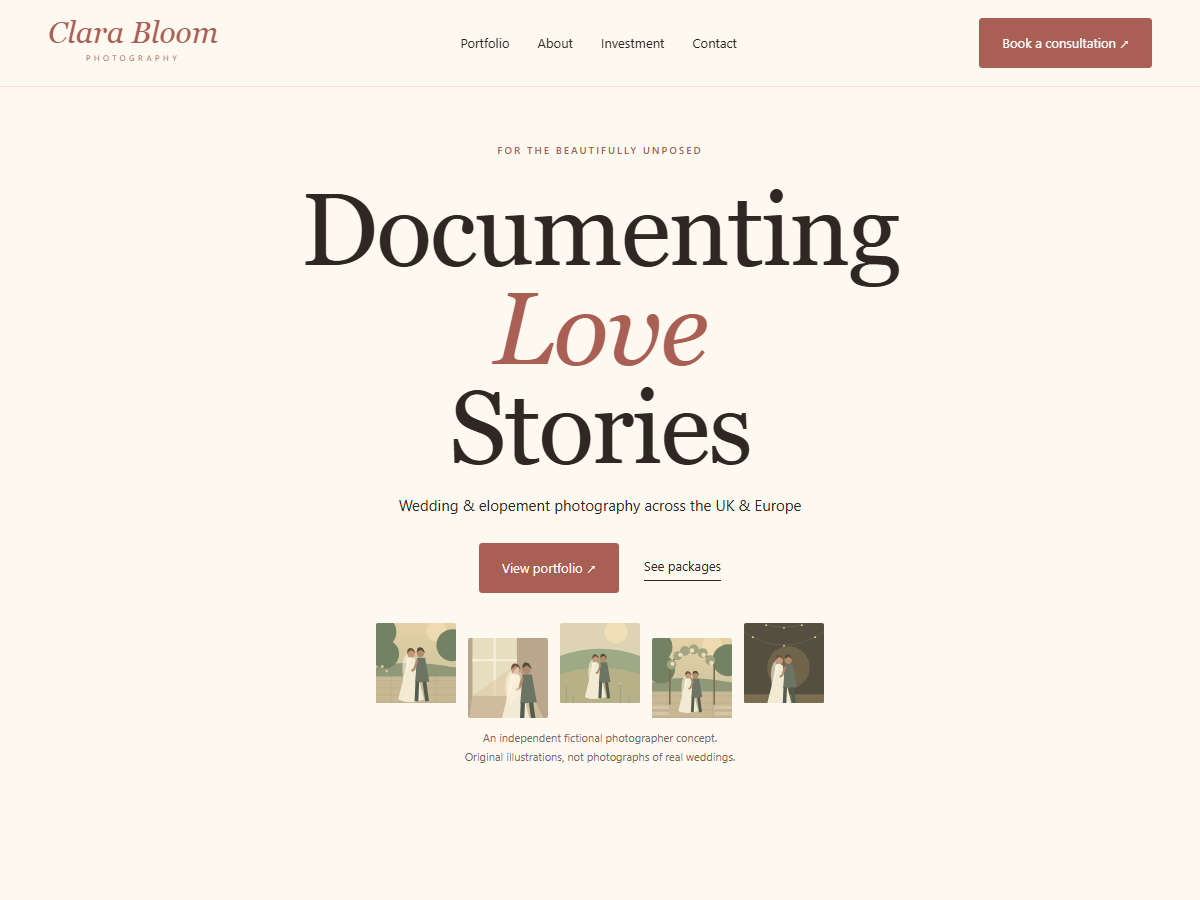 Clara Bloom
PHOTOGRAPHY
Portfolio
About
Investment
Contact
Book a consultation ↗
FOR THE BEAUTIFULLY UNPOSED
Documenting
Love
Stories
Wedding & elopement photography across the UK & Europe
View portfolio ↗
See packages
An independent fictional photographer concept.
Original illustrations, not photographs of real weddings.